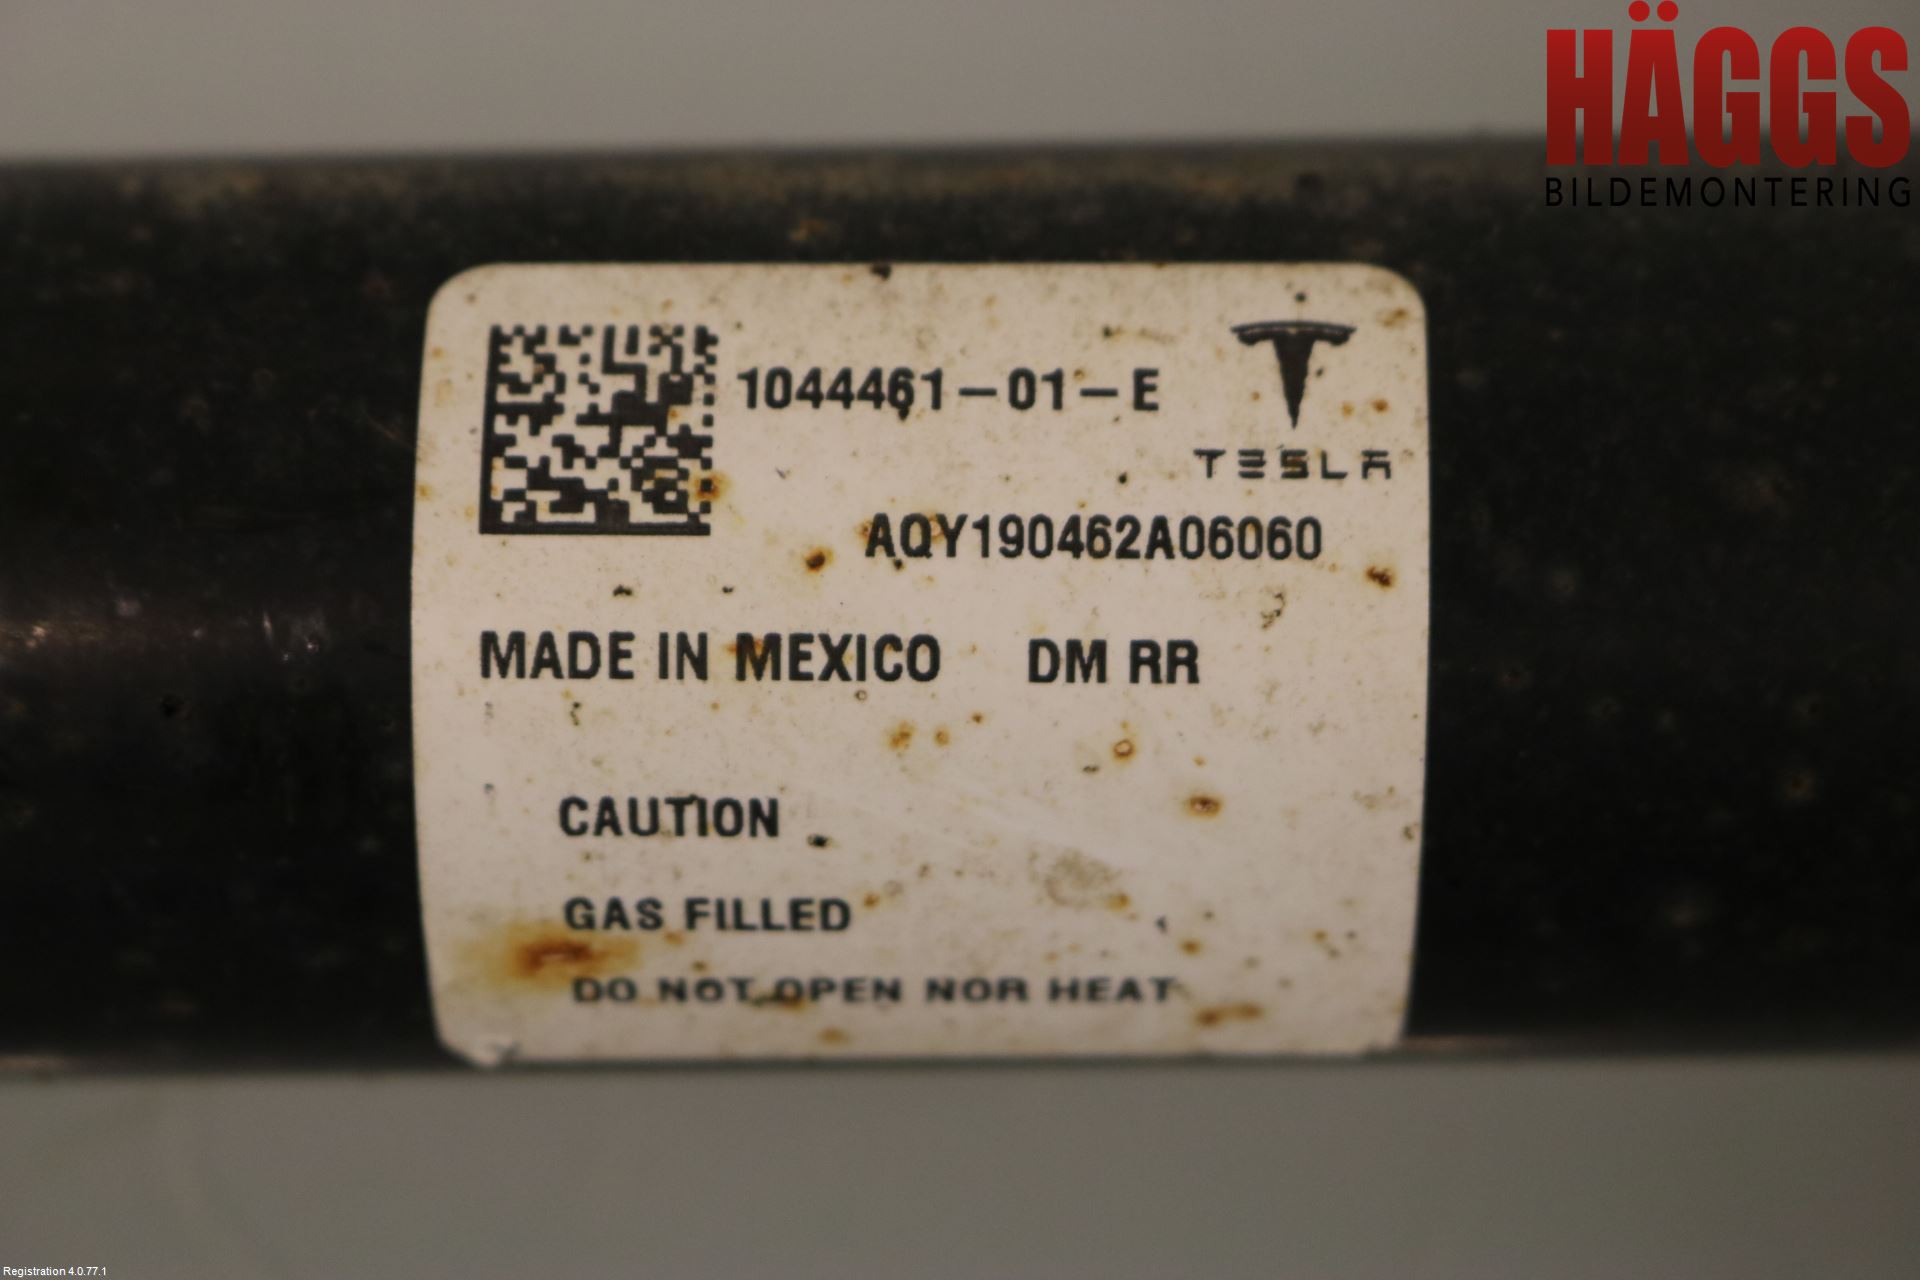 HÄGGS
BILDEMONTERING
1044461-01-E
TESLA
AQY190462A06060
MADE IN MEXICO DM RR
CAUTION
GAS FILLED
DO NOT OPEN NOR HEAT
Registration 4.0.77.1